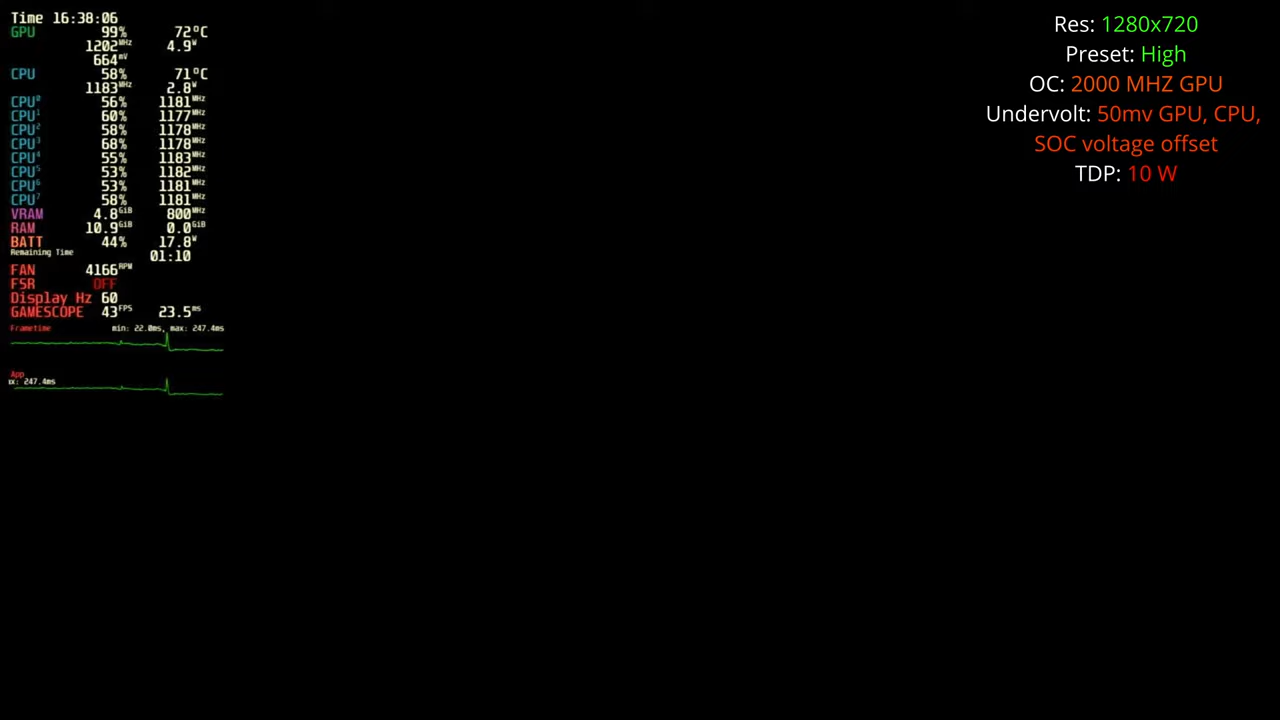 Time 16:38:06
GPU 99% 72°C
1202MHz 4.9W
664mV
CPU 58% 71°C
1183MHz 2.8W
CPU0 56% 1181MHz
CPU1 60% 1177MHz
CPU2 58% 1178MHz
CPU3 68% 1178MHz
CPU4 55% 1183MHz
CPU5 53% 1182MHz
CPU6 53% 1181MHz
CPU7 58% 1181MHz
VRAM 4.8GiB 800MHz
RAM 10.9GiB 0.0GiB
BATT 44% 17.8W
Remaining Time 01:10
FAN 4166RPM
FSR OFF
Display Hz 60
GAMESCOPE 43FPS 23.5ms
Frametime min: 22.0ms, max: 247.4ms
App
x: 247.4ms
Res: 1280x720
Preset: High
OC: 2000 MHZ GPU
Undervolt: 50mv GPU, CPU,
SOC voltage offset
TDP: 10 W